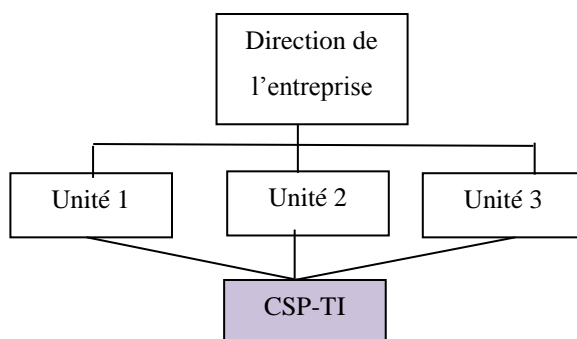 Direction de
l’entreprise
Unité 1
Unité 2
Unité 3
CSP-TI